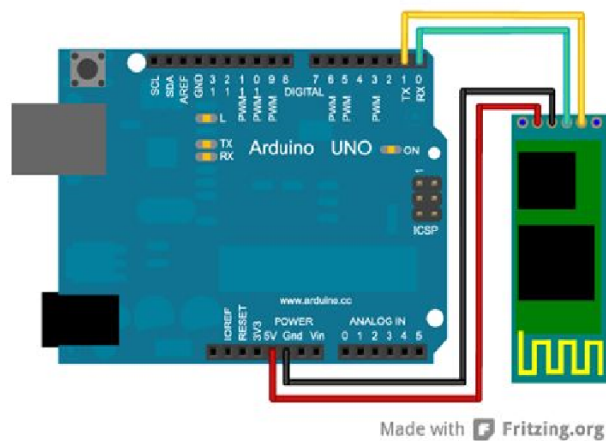 SCL
SDA
AREF
GND
13
12
PWM 11
PWM 10
PWM 9
8
7
PWM 6
PWM 5
4
PWM 3
2
TX 1
RX 0
DIGITAL
L
TX
RX
Arduino UNO
ON
1
ICSP
www.arduino.cc
POWER
ANALOG IN
IOREF
RESET
3V3
5V Gnd Vin
0 1 2 3 4 5
Made with Fritzing.org